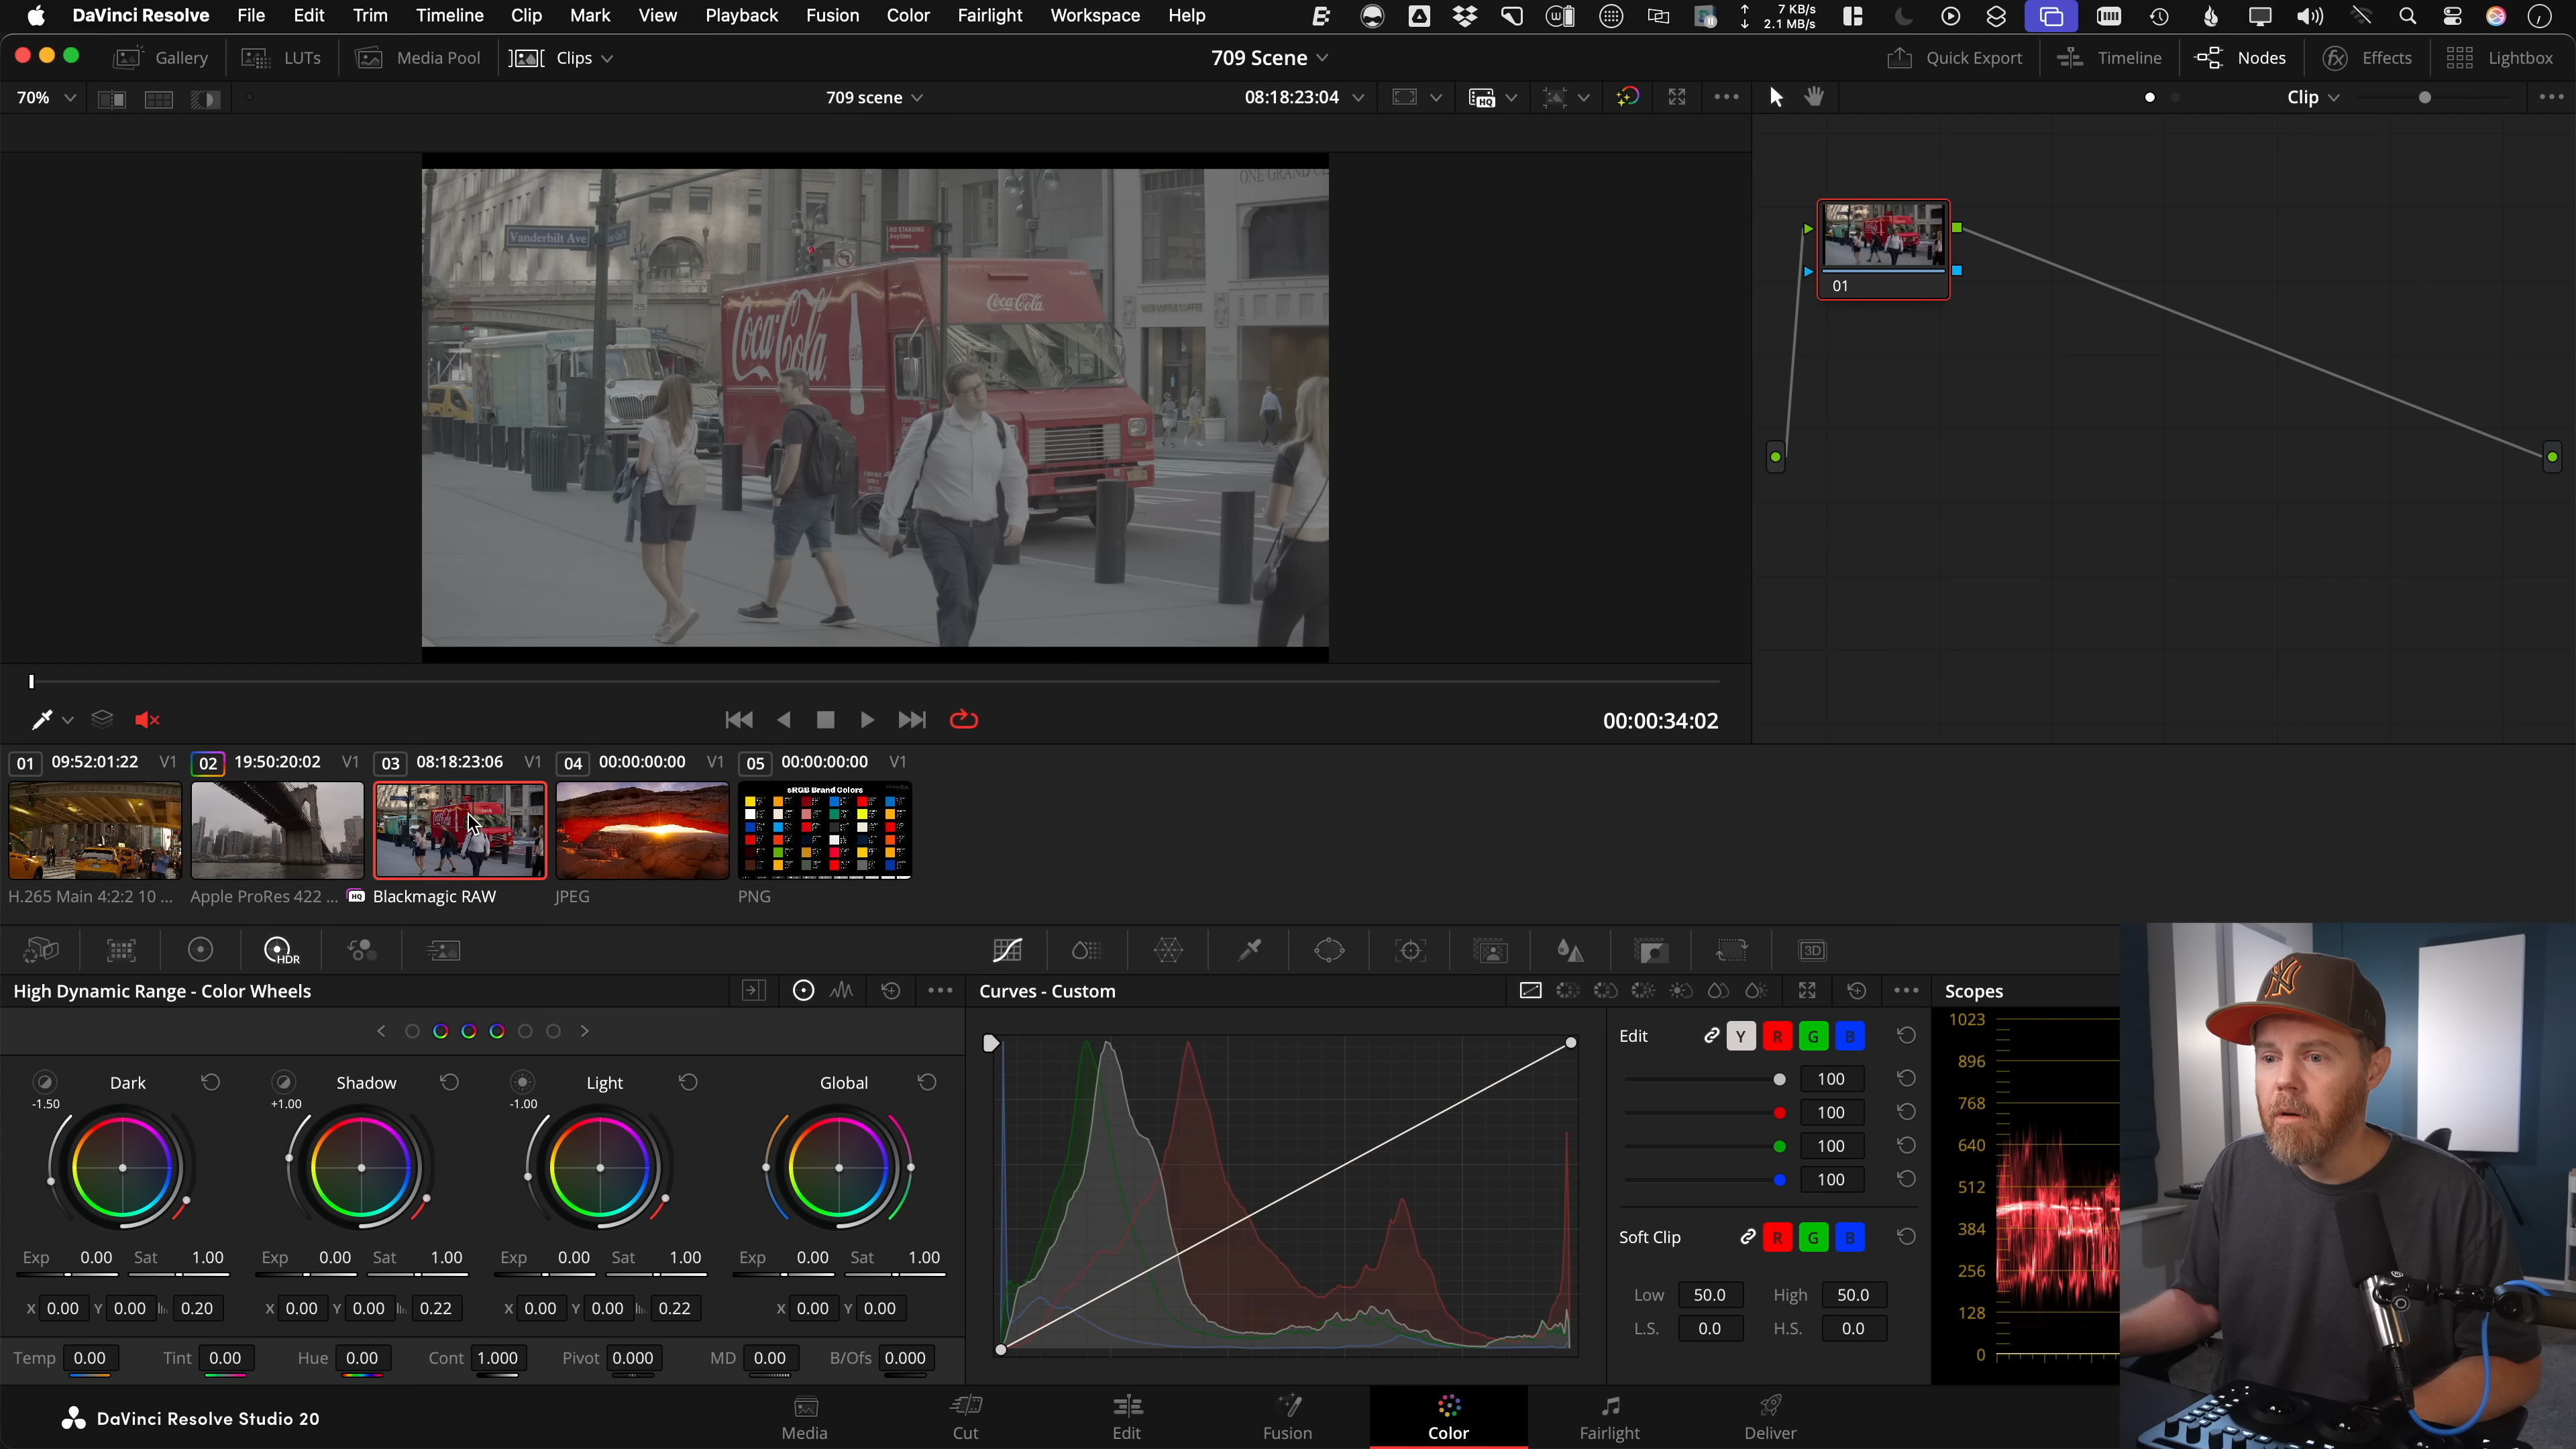 DaVinci Resolve File Edit Trim Timeline Clip Mark View Playback Fusion Color Fairlight Workspace Help
7 KB/s
2.1 MB/s
Gallery LUTs Media Pool Clips 709 Scene Quick Export Timeline Nodes Effects Lightbox
70% 709 scene 08:18:23:04 HQ Clip
Vanderbilt Ave
NO STANDING
Anytime
ONE GRAND CE
25
Coca-Cola
Coca-Cola
01
00:00:34:02
01 09:52:01:22 V1 02 19:50:20:02 V1 03 08:18:23:06 V1 04 00:00:00:00 V1 05 00:00:00:00 V1
sRGB Brand Colors
H.265 Main 4:2:2 10 ... Apple ProRes 422 ... HQ Blackmagic RAW JPEG PNG
HDR 3D
High Dynamic Range - Color Wheels Curves - Custom Scopes
Dark Shadow Light Global
-1.50 +1.00 -1.00
Exp 0.00 Sat 1.00 Exp 0.00 Sat 1.00 Exp 0.00 Sat 1.00 Exp 0.00 Sat 1.00
X 0.00 Y 0.00 0.20 X 0.00 Y 0.00 0.22 X 0.00 Y 0.00 0.22 X 0.00 Y 0.00
Temp 0.00 Tint 0.00 Hue 0.00 Cont 1.000 Pivot 0.000 MD 0.00 B/Ofs 0.000
Edit Y R G B
100
100
100
100
Soft Clip R G B
Low 50.0 High 50.0
L.S. 0.0 H.S. 0.0
1023
896
768
640
512
384
256
128
0
NY
DaVinci Resolve Studio 20
Media Cut Edit Fusion Color Fairlight Deliver